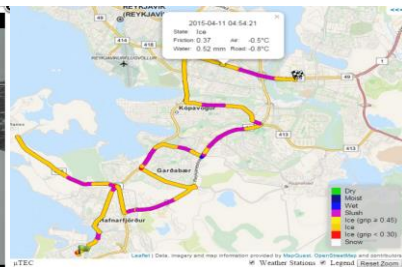 REYKJAVÍK
REYKJAVÍK
2015-04-11 04:54:21
State: Ice
Friction: 0.37 Air: -0.5°C
Water: 0.52 mm Road: -0.8°C
Kópavogur
Garðabær
Hafnarfjörður
Dry
Moist
Wet
Slush
Ice (grip ≥ 0.45)
Ice
Ice (grip < 0.30)
Snow
Leaflet | Data, imagery and map information provided by MapQuest, OpenStreetMap and contributors
µTEC
Weather Stations
Legend
Reset Zoom